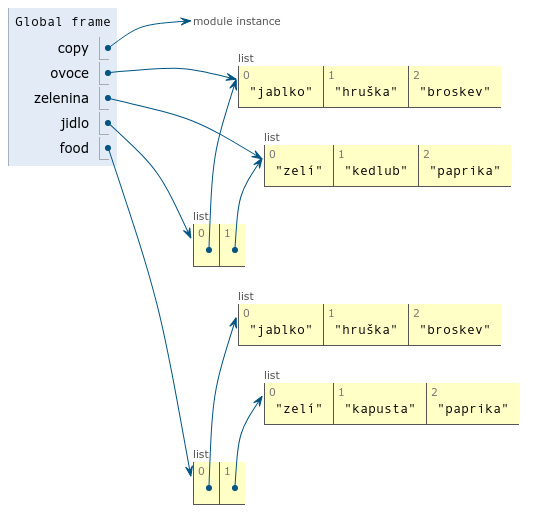 Global frame
copy
module instance
ovoce
zelenina
jidlo
food
list
0 1 2
"jablko" "hruška" "broskev"
list
0 1 2
"zelí" "kedlub" "paprika"
list
0 1
list
0 1 2
"jablko" "hruška" "broskev"
list
0 1 2
"zelí" "kapusta" "paprika"
list
0 1